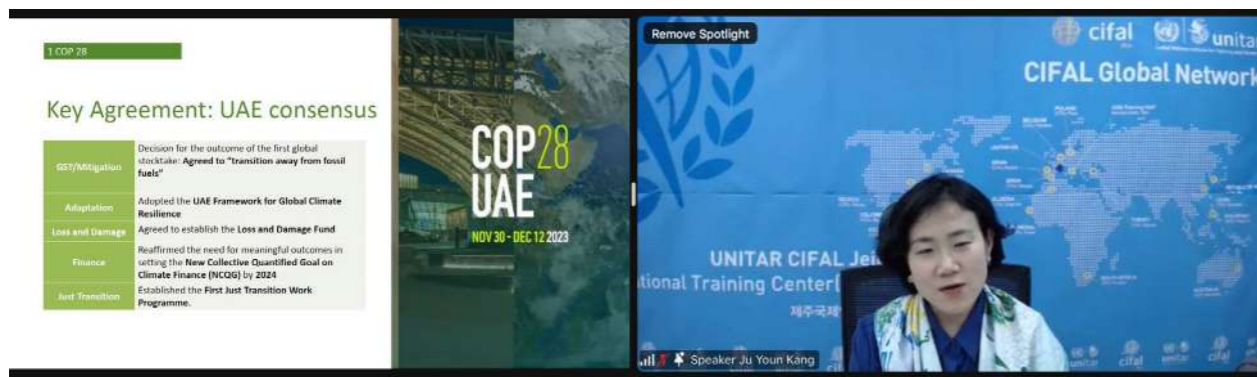 1 COP 28
Key Agreement: UAE consensus
GST/Mitigation
Decision for the outcome of the first global
stocktake: Agreed to "transition away from fossil
fuels"
Adaptation
Adopted the UAE Framework for Global Climate
Resilience
Loss and Damage
Agreed to establish the Loss and Damage Fund
Finance
Reaffirmed the need for meaningful outcomes in
setting the New Collective Quantified Goal on
Climate Finance (NCQG) by 2024
Just Transition
Established the First Just Transition Work
Programme.
COP28
UAE
NOV 30 - DEC 12 2023
Remove Spotlight
cifal
unitar
CIFAL Global Network
UNITAR CIFAL Jej
tional Training Center
제주국제
Speaker Ju Youn Kang
unitar cifal unitar cifal